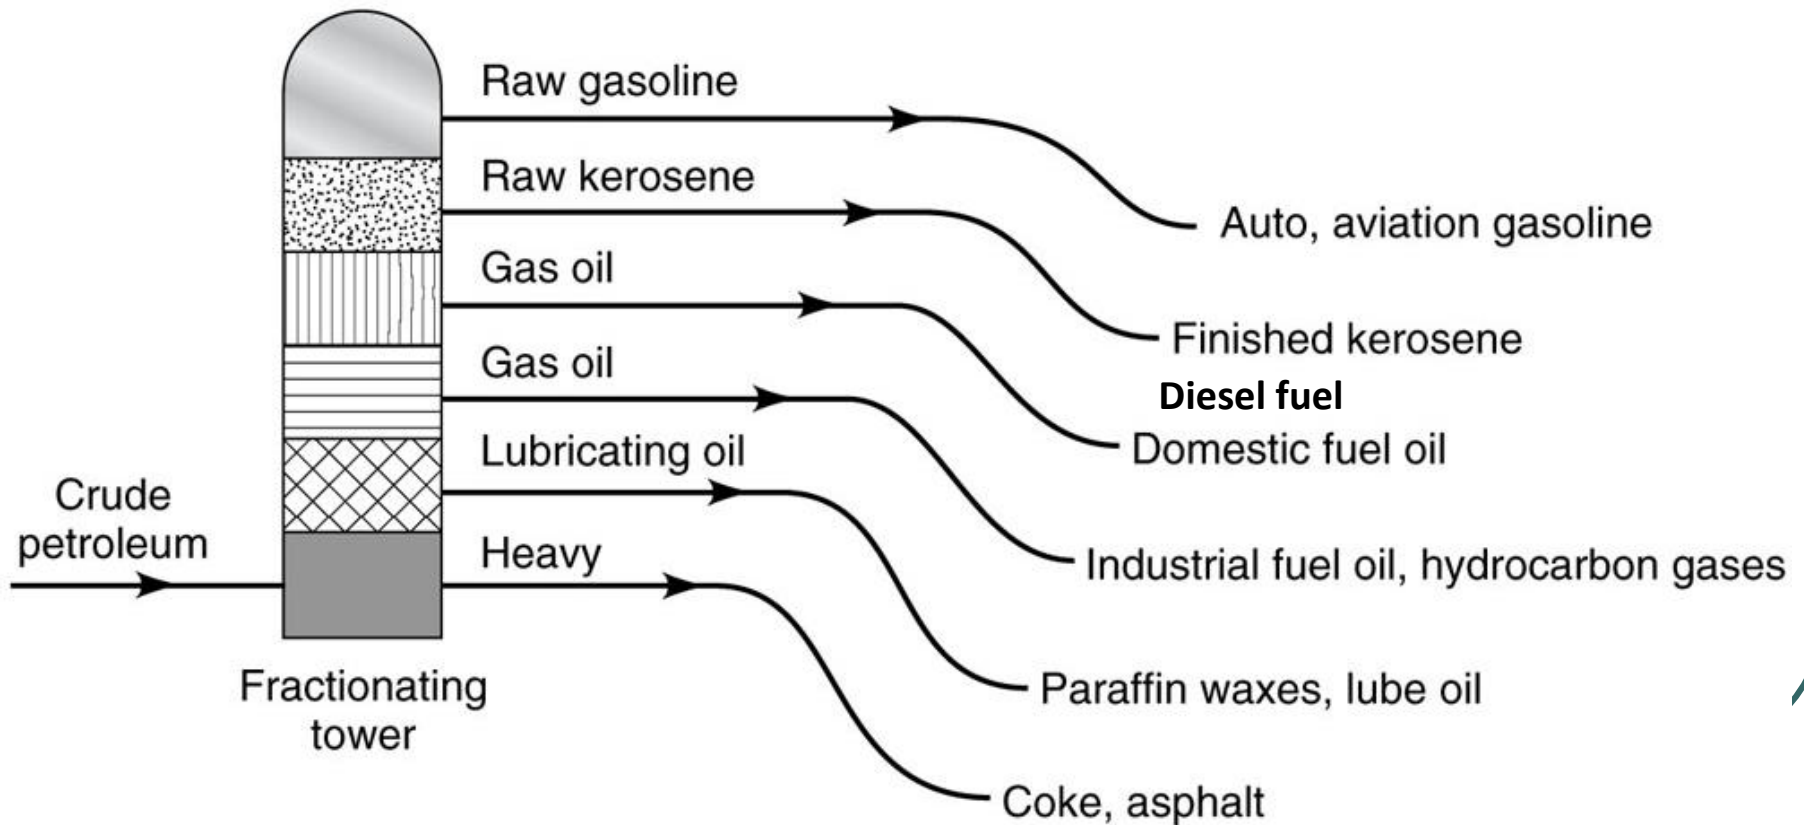 Raw gasoline
Raw kerosene
Auto, aviation gasoline
Gas oil
Finished kerosene
Gas oil
Diesel fuel
Domestic fuel oil
Lubricating oil
Crude
petroleum
Heavy
Industrial fuel oil, hydrocarbon gases
Fractionating
tower
Paraffin waxes, lube oil
Coke, asphalt